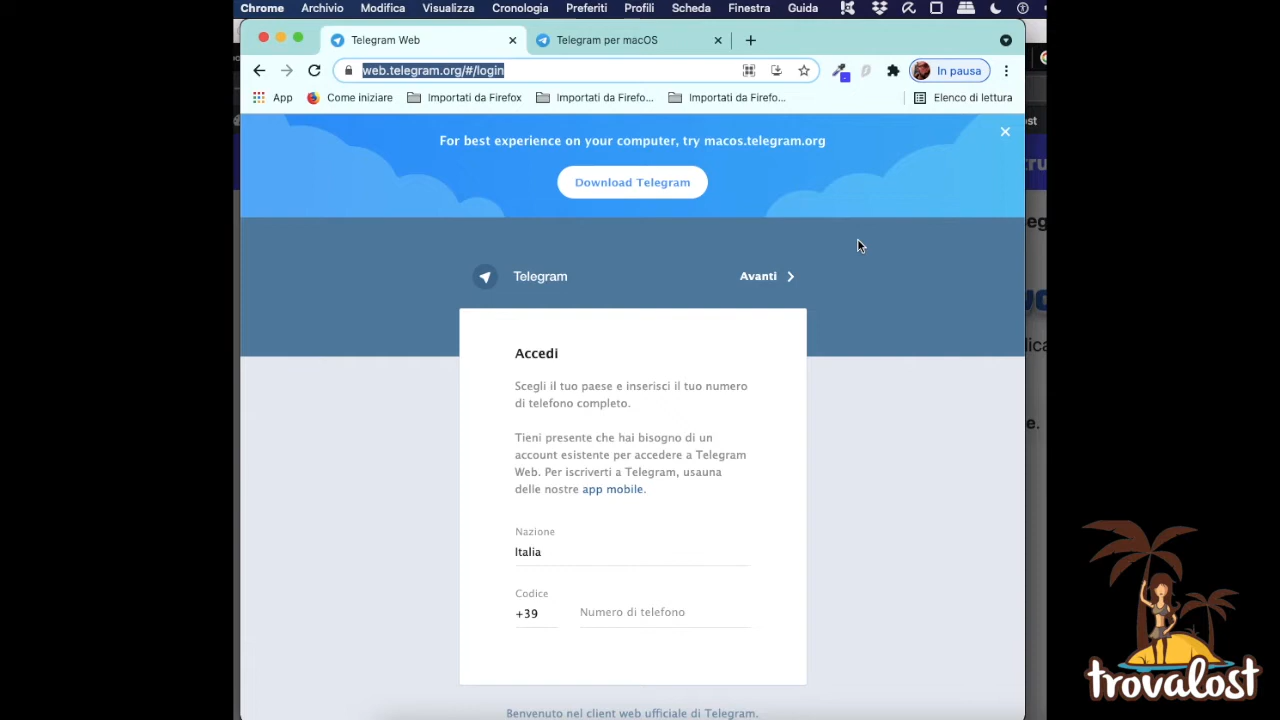 Chrome Archivio Modifica Visualizza Cronologia Preferiti Profili Scheda Finestra Guida
Telegram Web Telegram per macOS
web.telegram.org/#/login In pausa
App Come iniziare Importati da Firefox Importati da Firefo... Importati da Firefo... Elenco di lettura
For best experience on your computer, try macos.telegram.org
Download Telegram
Telegram Avanti
Accedi
Scegli il tuo paese e inserisci il tuo numero
di telefono completo.
Tieni presente che hai bisogno di un
account esistente per accedere a Telegram
Web. Per iscriverti a Telegram, usauna
delle nostre app mobile.
Nazione
Italia
Codice
+39 Numero di telefono
Benvenuto nel client web ufficiale di Telegram.
trovalost